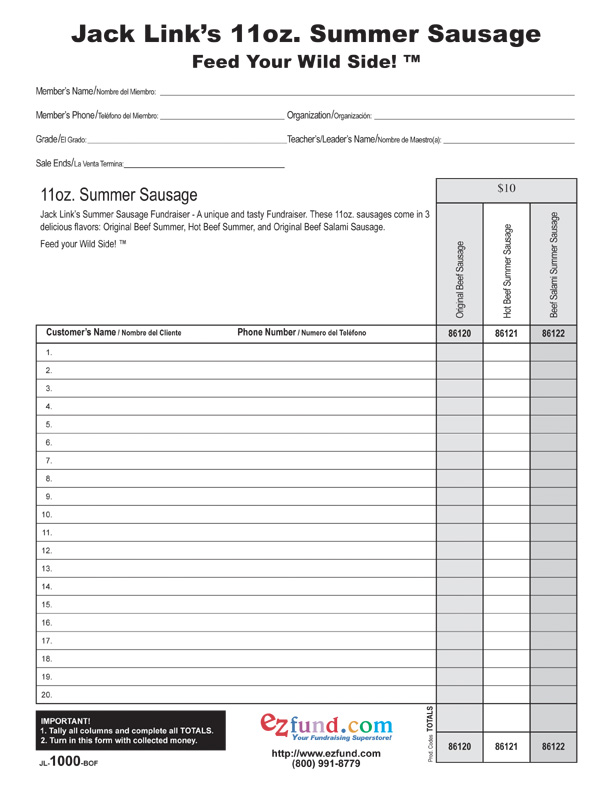 Jack Link's 11oz. Summer Sausage
Feed Your Wild Side! ™
Member's Name/Nombre del Miembro:
Member's Phone/Teléfono del Miembro: Organization/Organización:
Grade/El Grado: Teacher's/Leader's Name/Nombre de Maestro(a):
Sale Ends/La Venta Termina:
11oz. Summer Sausage
Jack Link's Summer Sausage Fundraiser - A unique and tasty Fundraiser. These 11oz. sausages come in 3
delicious flavors: Original Beef Summer, Hot Beef Summer, and Original Beef Salami Sausage.
Feed your Wild Side! ™
$10
Original Beef Sausage
Hot Beef Summer Sausage
Beef Salami Summer Sausage
Customer's Name / Nombre del Cliente Phone Number / Numero del Teléfono 86120 86121 86122
1.
2.
3.
4.
5.
6.
7.
8.
9.
10.
11.
12.
13.
14.
15.
16.
17.
18.
19.
20.
IMPORTANT!
1. Tally all columns and complete all TOTALS.
2. Turn in this form with collected money.
JL-1000-BOF
ezfund.com
Your Fundraising Superstore!
http://www.ezfund.com
(800) 991-8779
TOTALS
Prod. Codes
86120 86121 86122